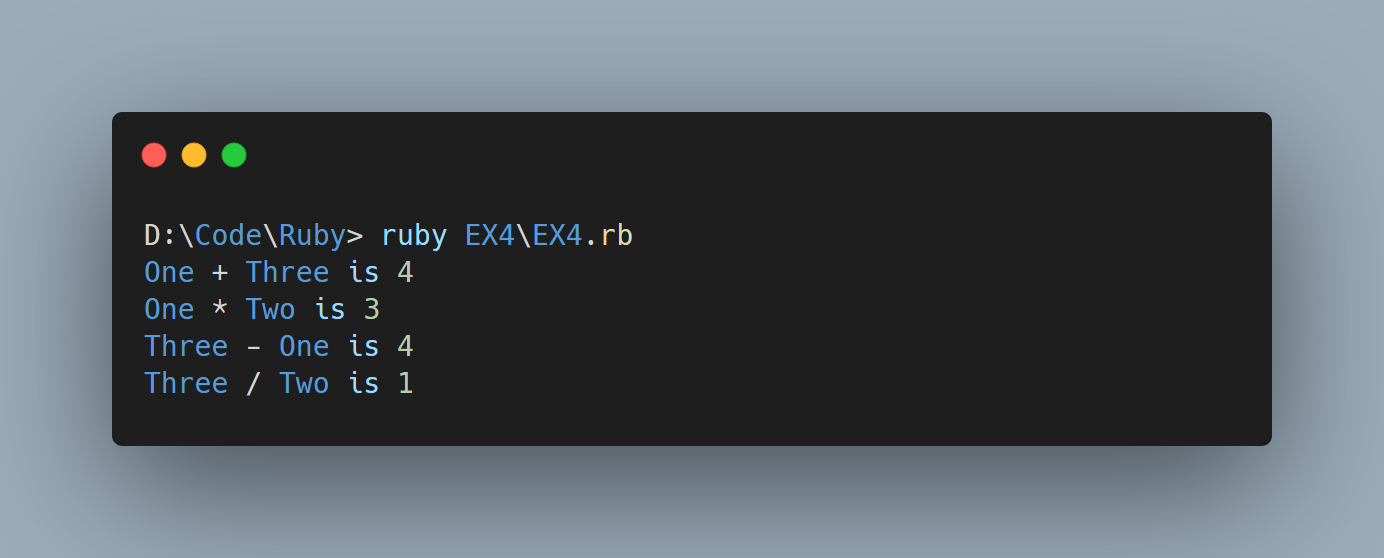 D:\Code\Ruby> ruby EX4\EX4.rb
One + Three is 4
One * Two is 3
Three - One is 4
Three / Two is 1